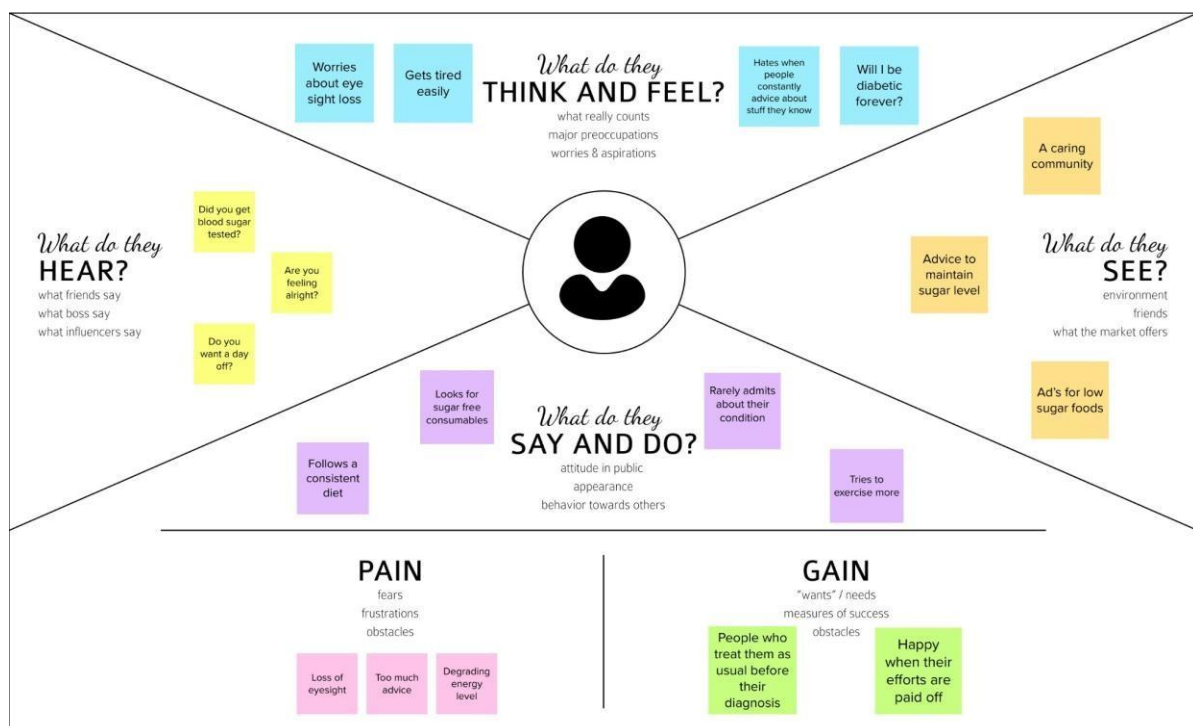 What do they
THINK AND FEEL?
what really counts
major preoccupations
worries & aspirations
Worries
about eye
sight loss
Gets tired
easily
Hates when
people
constantly
advice about
stuff they know
Will I be
diabetic
forever?
What do they
HEAR?
what friends say
what boss say
what influencers say
Did you get
blood sugar
tested?
Are you
feeling
alright?
Do you
want a day
off?
What do they
SEE?
environment
friends
what the market offers
A caring
community
Advice to
maintain
sugar level
Ad's for low
sugar foods
What do they
SAY AND DO?
attitude in public
appearance
behavior towards others
Follows a
consistent
diet
Looks for
sugar free
consumables
Rarely admits
about their
condition
Tries to
exercise more
PAIN
fears
frustrations
obstacles
Loss of
eyesight
Too much
advice
Degrading
energy
level
GAIN
"wants" / needs
measures of success
obstacles
People who
treat them as
usual before
their
diagnosis
Happy
when their
efforts are
paid off